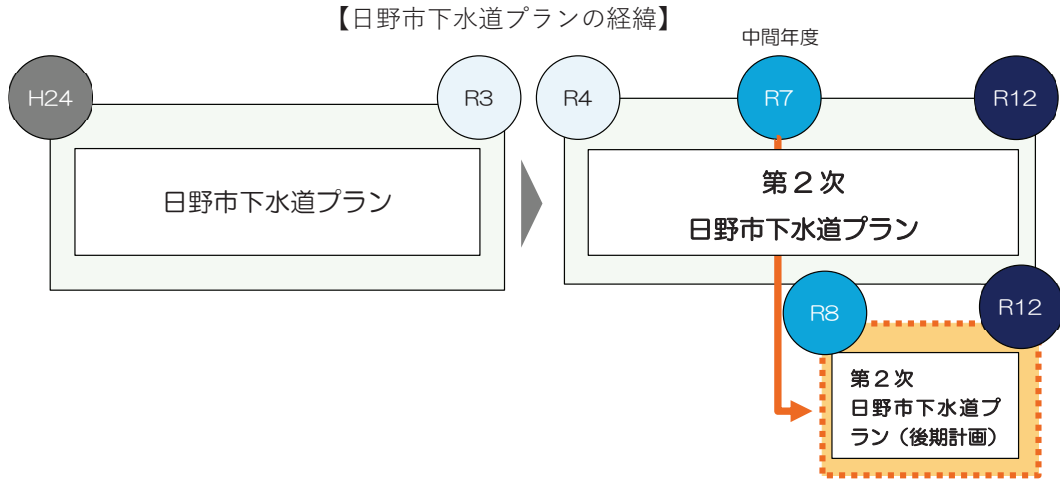 【日野市下水道プランの経緯】
中間年度
H24
R3
R4
R7
R12
日野市下水道プラン
第２次
日野市下水道プラン
R8
R12
第２次
日野市下水道プ
ラン（後期計画）